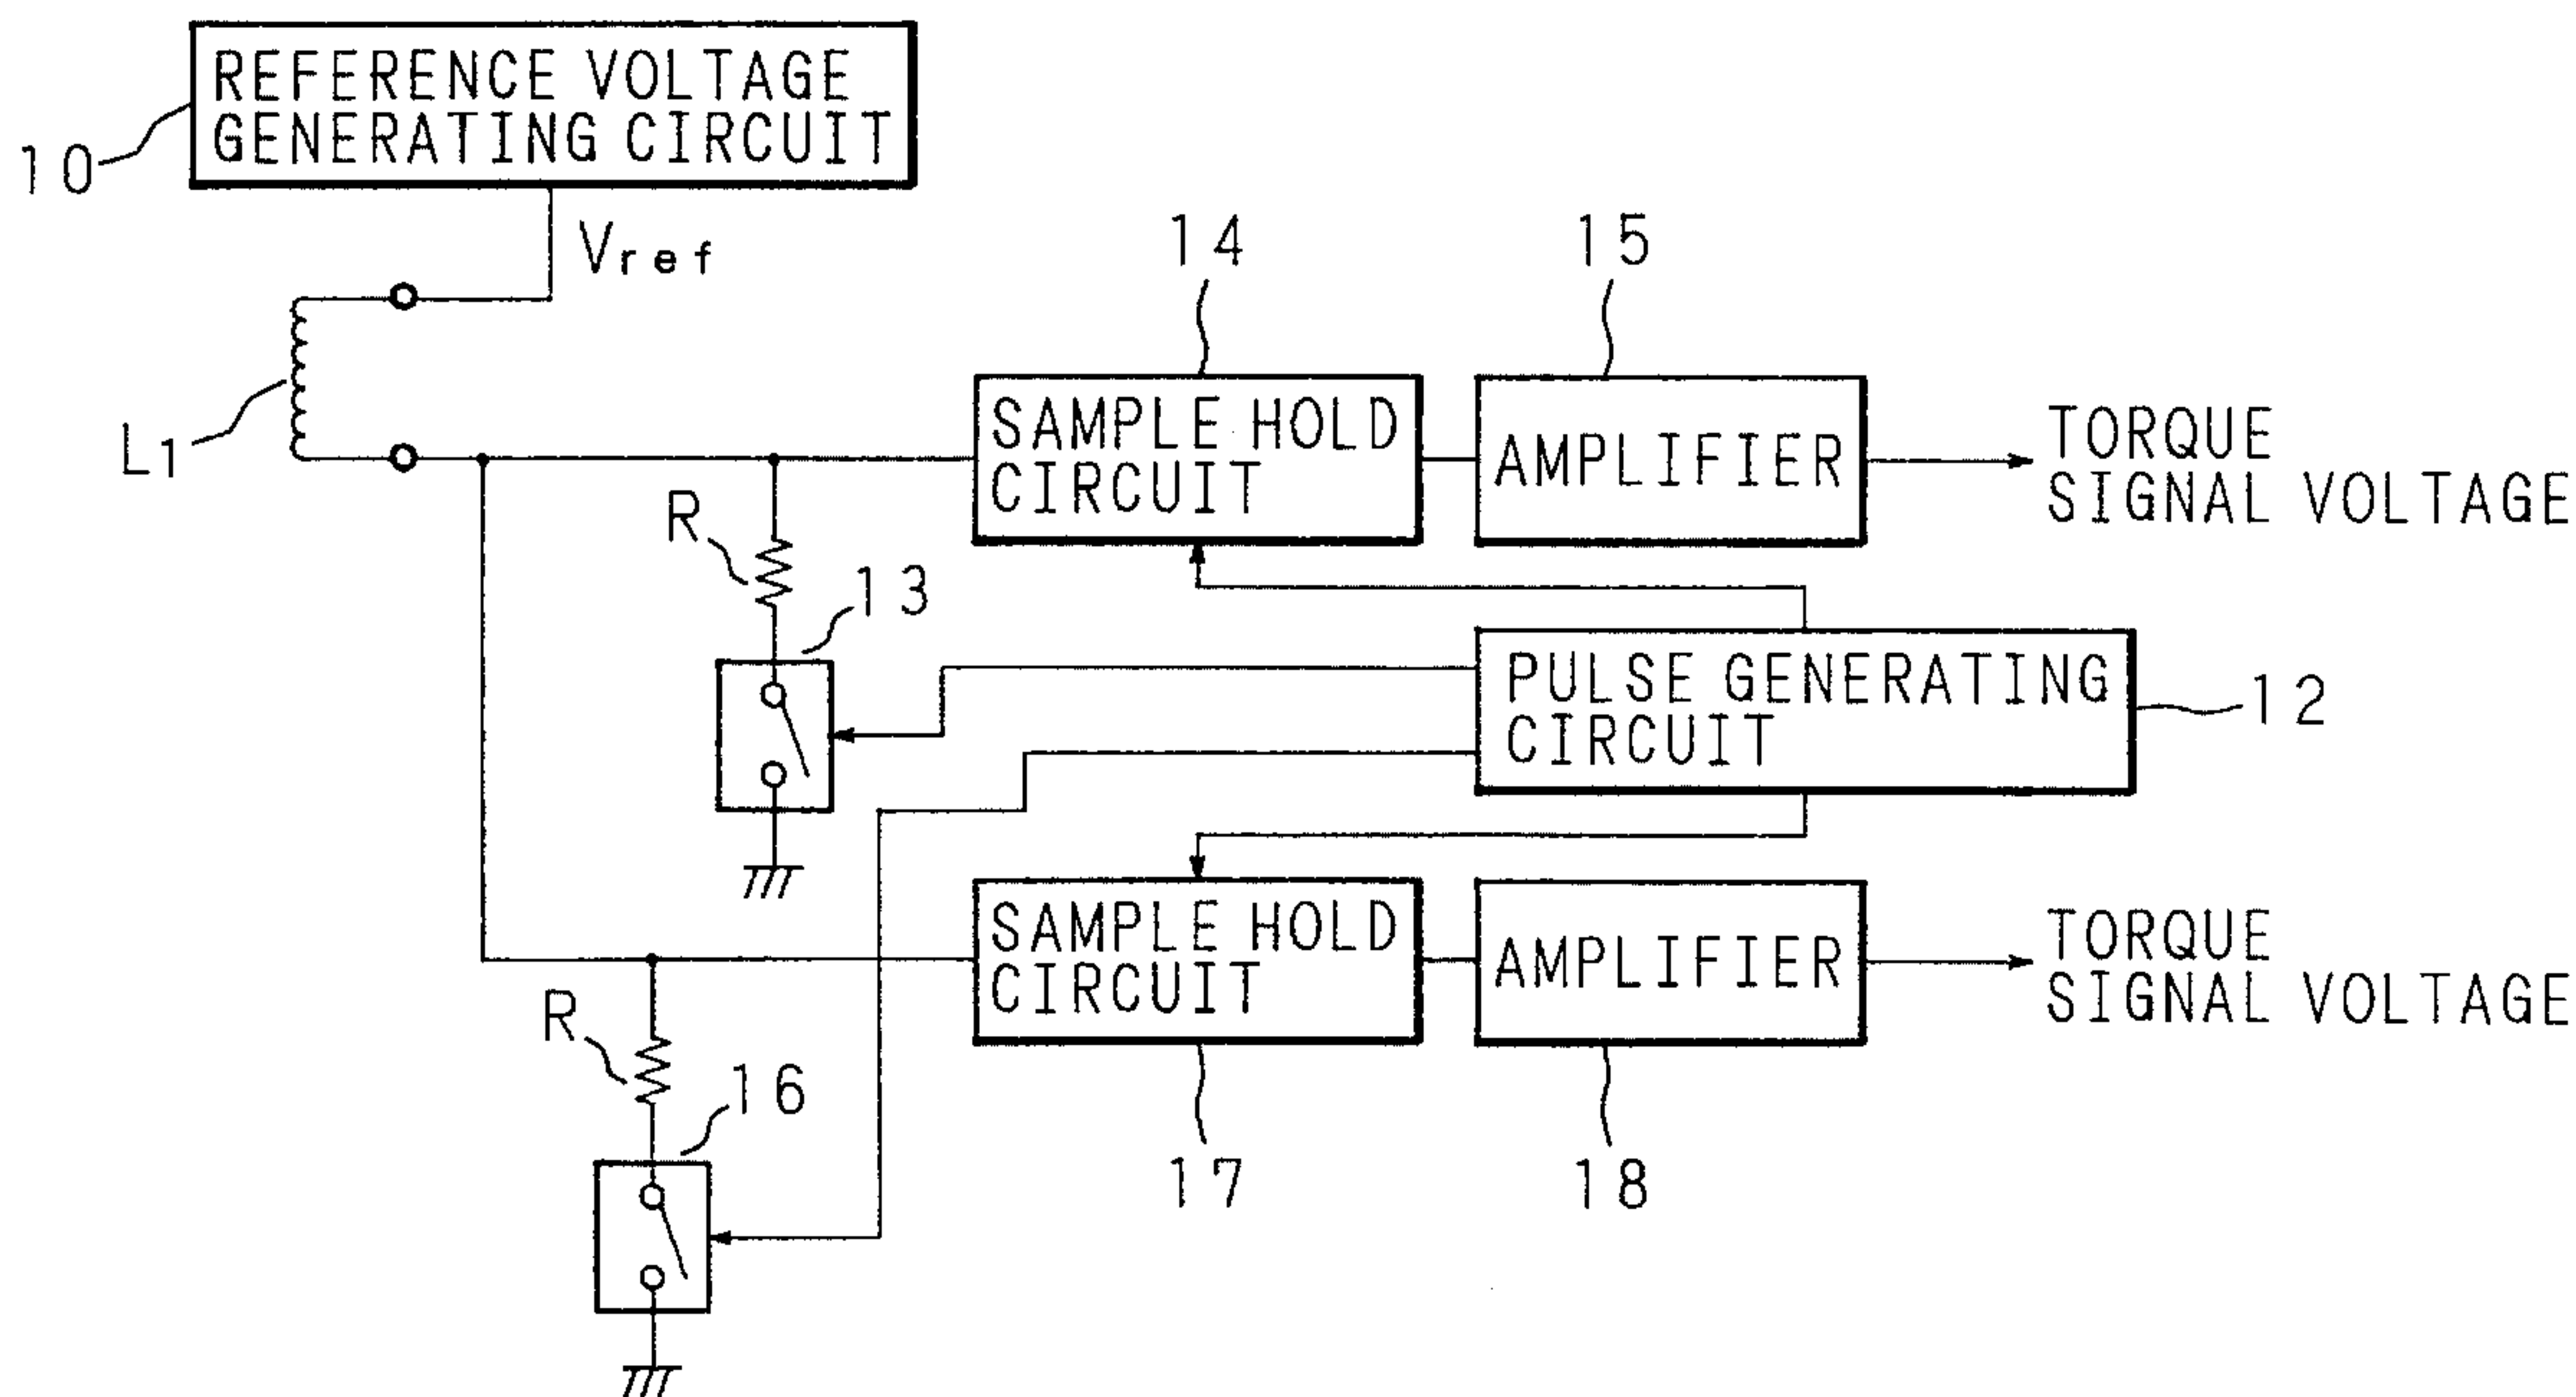 REFERENCE VOLTAGE
GENERATING CIRCUIT
10
Vref
14
15
L1
SAMPLE HOLD
CIRCUIT
AMPLIFIER
TORQUE
SIGNAL VOLTAGE
R
13
PULSE GENERATING
CIRCUIT
12
SAMPLE HOLD
CIRCUIT
AMPLIFIER
TORQUE
SIGNAL VOLTAGE
R
16
17
18